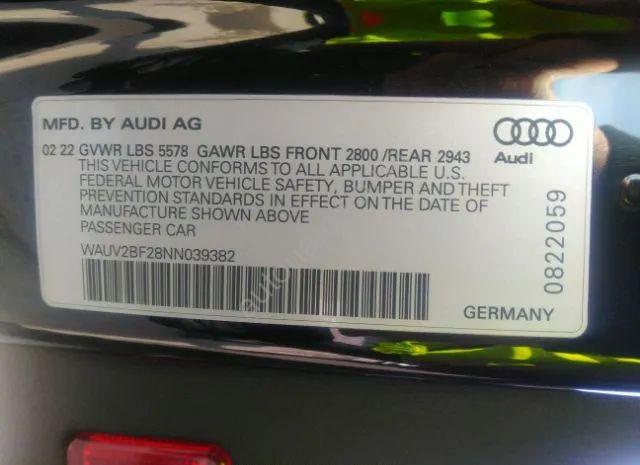 MFD. BY AUDI AG
02 22 GVWR LBS 5578 GAWR LBS FRONT 2800 /REAR 2943
THIS VEHICLE CONFORMS TO ALL APPLICABLE U.S.
FEDERAL MOTOR VEHICLE SAFETY, BUMPER AND THEFT
PREVENTION STANDARDS IN EFFECT ON THE DATE OF
MANUFACTURE SHOWN ABOVE
PASSENGER CAR
WAUV2BF28NN039382
Audi
0822059
GERMANY